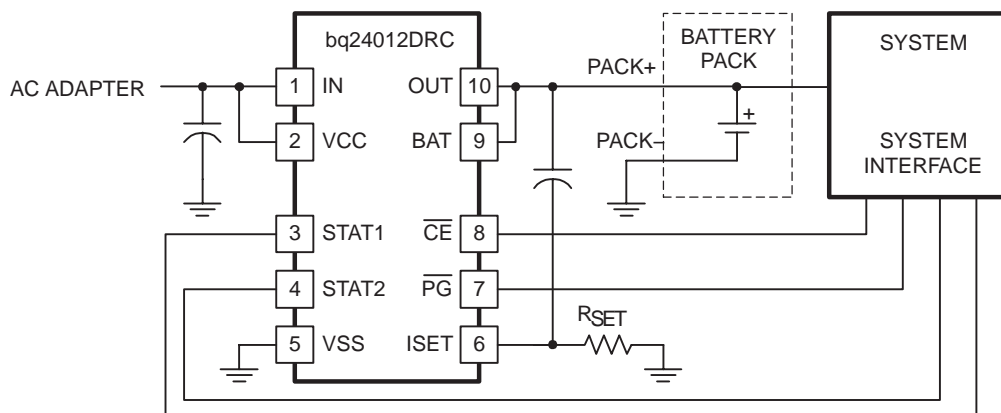 bq24012DRC
BATTERY
PACK
SYSTEM
PACK+
AC ADAPTER
1 IN
OUT 10
+
2 VCC
BAT 9
PACK–
SYSTEM
INTERFACE
3 STAT1
CE 8
4 STAT2
PG 7
RSET
5 VSS
ISET 6